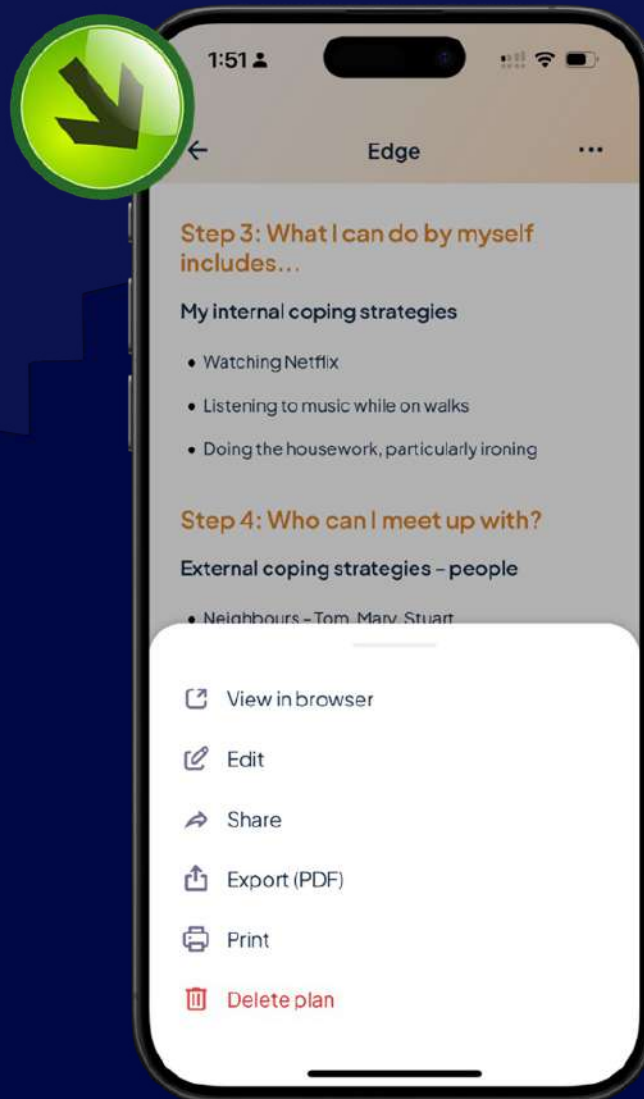 1:51
Edge
Step 3: What I can do by myself
includes...
My internal coping strategies
• Watching Netflix
• Listening to music while on walks
• Doing the housework, particularly ironing
Step 4: Who can I meet up with?
External coping strategies – people
• Neighbours – Tom, Mary, Stuart
View in browser
Edit
Share
Export (PDF)
Print
Delete plan